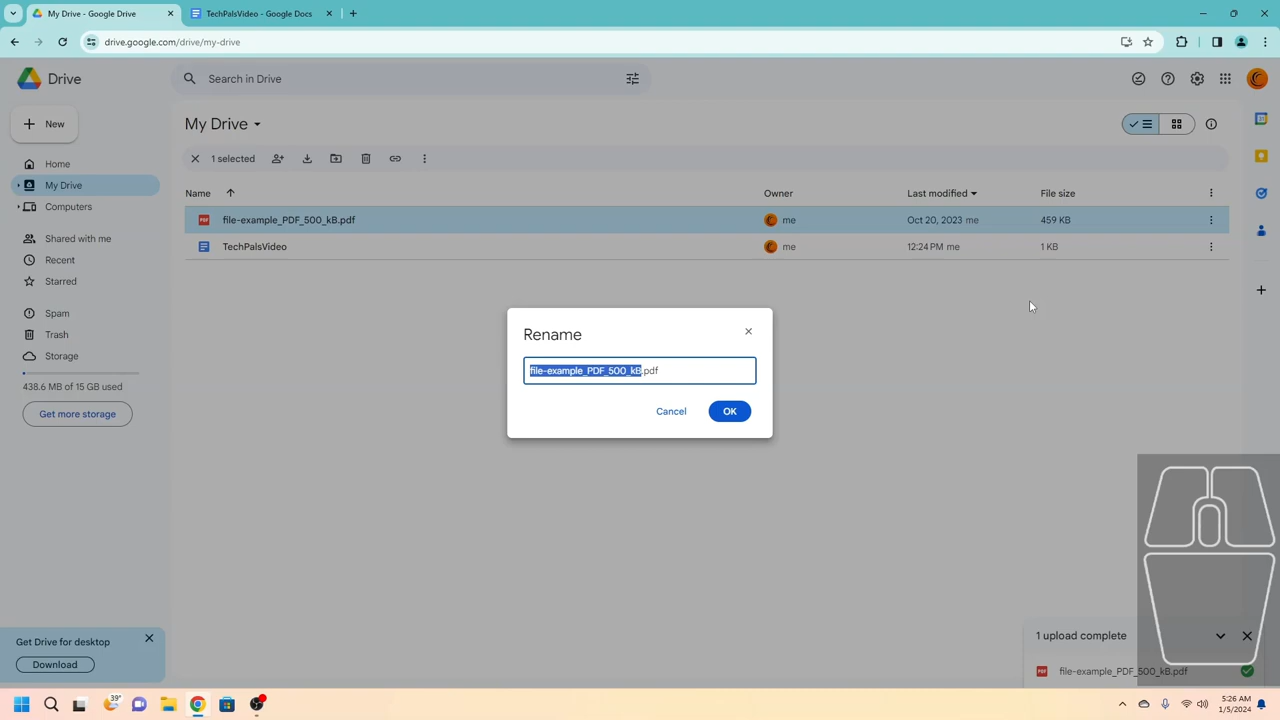 My Drive - Google Drive
TechPalsVideo - Google Docs
drive.google.com/drive/my-drive
Drive
Search in Drive
New
My Drive
1 selected
Home
My Drive
Computers
Shared with me
Recent
Starred
Spam
Trash
Storage
438.6 MB of 15 GB used
Get more storage
Name Owner Last modified File size
file-example_PDF_500_kB.pdf me Oct 20, 2023 me 459 KB
TechPalsVideo me 12:24 PM me 1 KB
Rename
file-example_PDF_500_kB.pdf
Cancel OK
Get Drive for desktop
Download
1 upload complete
PDF file-example_PDF_500_kB.pdf
39°
5:26 AM
1/5/2024